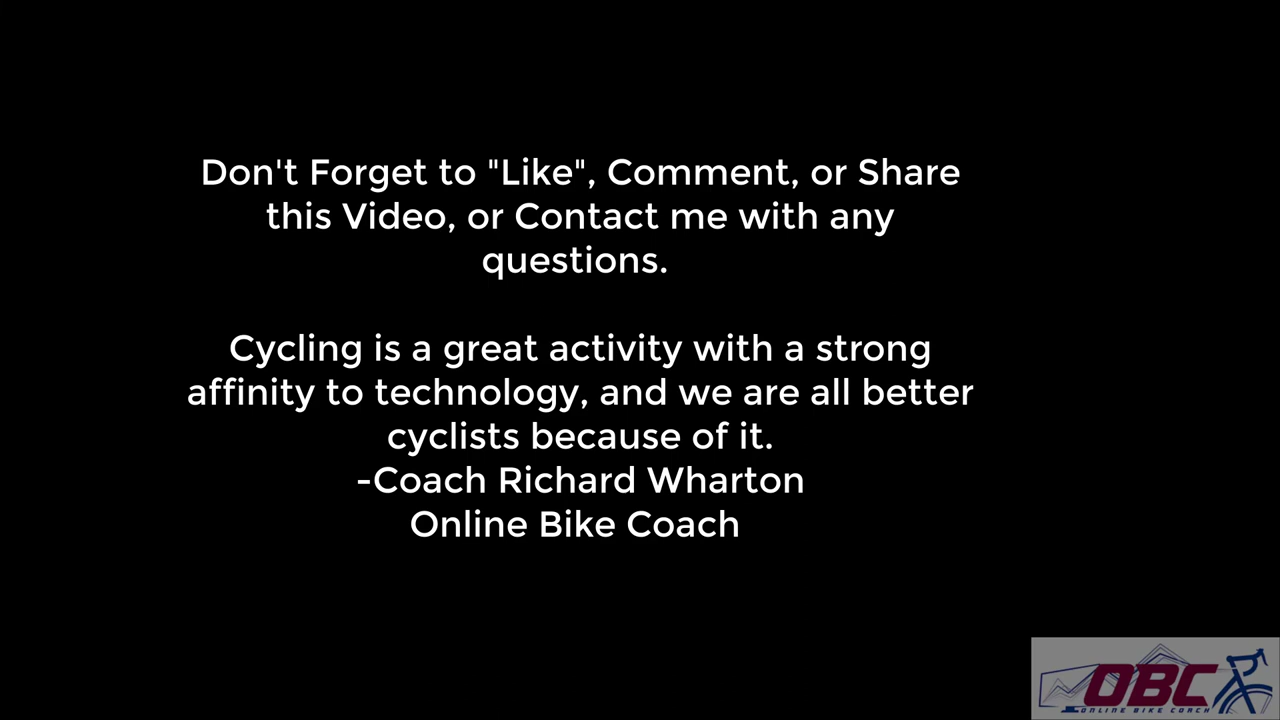 Don't Forget to "Like", Comment, or Share
this Video, or Contact me with any
questions.
Cycling is a great activity with a strong
affinity to technology, and we are all better
cyclists because of it.
-Coach Richard Wharton
Online Bike Coach
OBC
ONLINE BIKE COACH